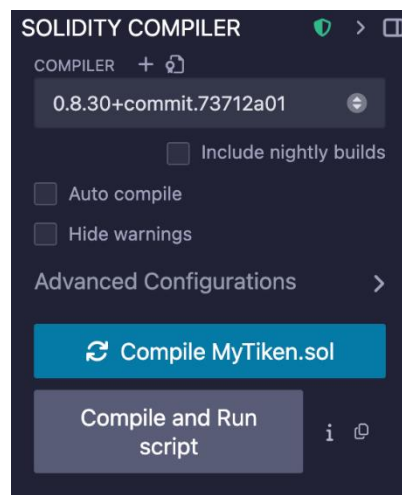 SOLIDITY COMPILER
COMPILER
0.8.30+commit.73712a01
Include nightly builds
Auto compile
Hide warnings
Advanced Configurations
Compile MyTiken.sol
Compile and Run
script